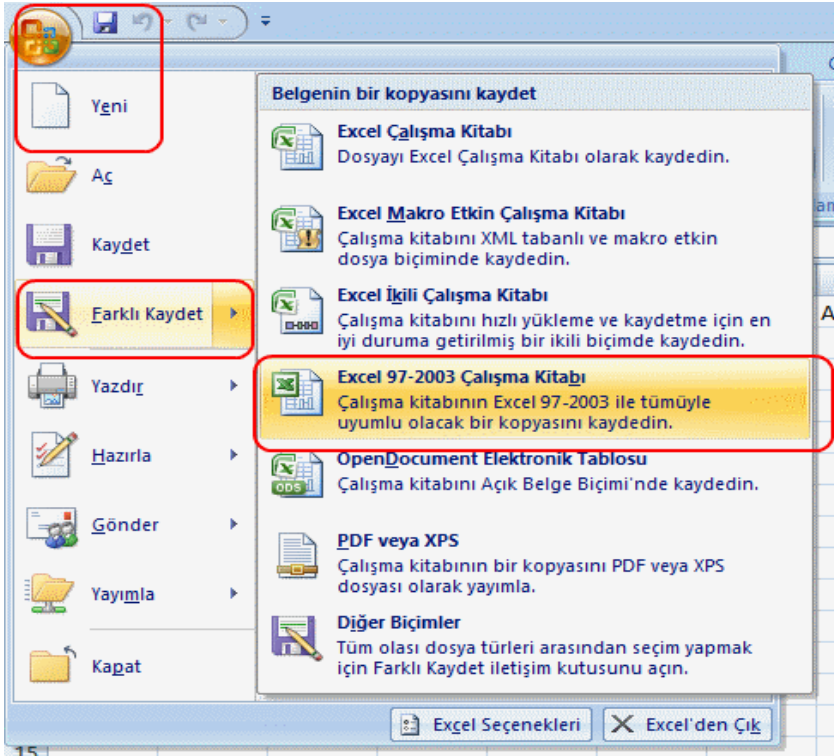 Yeni
Aç
Kaydet
Farklı Kaydet
Yazdır
Hazırla
Gönder
Yayımla
Kapat
Belgenin bir kopyasını kaydet
Excel Çalışma Kitabı
Dosyayı Excel Çalışma Kitabı olarak kaydedin.
Excel Makro Etkin Çalışma Kitabı
Çalışma kitabını XML tabanlı ve makro etkin
dosya biçiminde kaydedin.
Excel İkili Çalışma Kitabı
Çalışma kitabını hızlı yükleme ve kaydetme için en
iyi duruma getirilmiş bir ikili biçimde kaydedin.
Excel 97-2003 Çalışma Kitabı
Çalışma kitabının Excel 97-2003 ile tümüyle
uyumlu olacak bir kopyasını kaydedin.
OpenDocument Elektronik Tablosu
Çalışma kitabını Açık Belge Biçimi'nde kaydedin.
PDF veya XPS
Çalışma kitabının bir kopyasını PDF veya XPS
dosyası olarak yayımla.
Diğer Biçimler
Tüm olası dosya türleri arasından seçim yapmak
için Farklı Kaydet iletişim kutusunu açın.
Excel Seçenekleri
Excel'den Çık
15